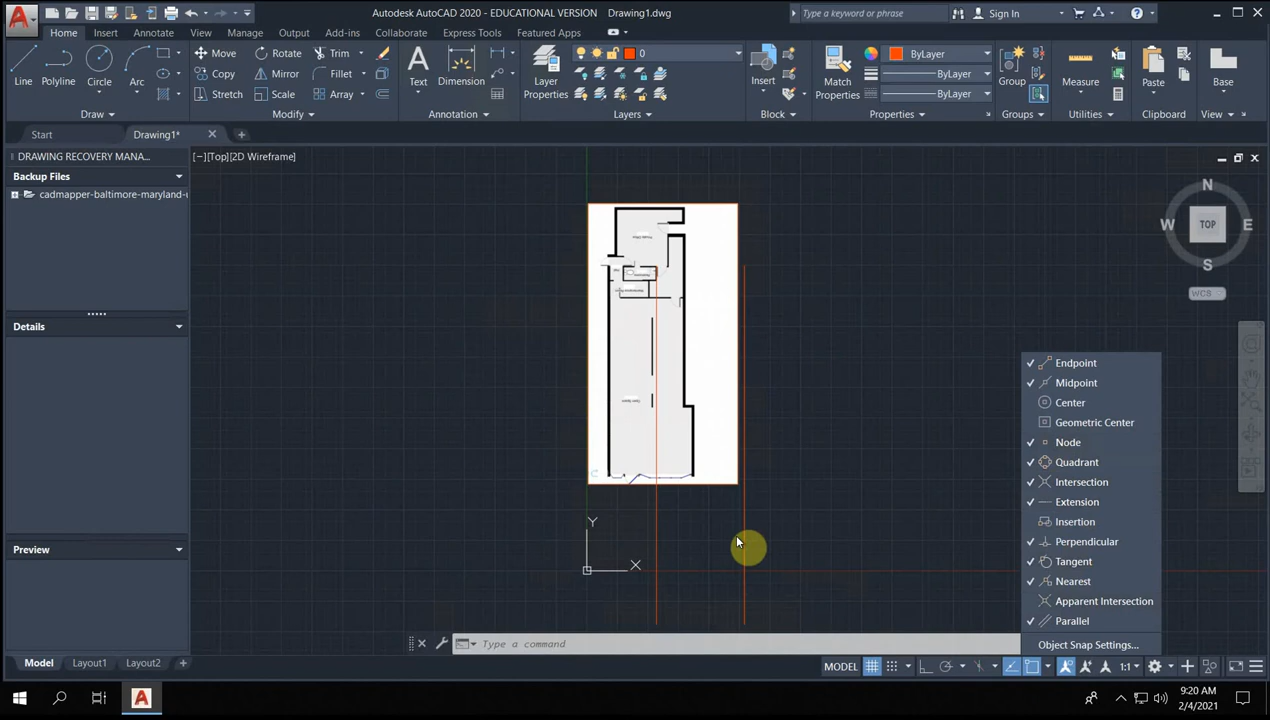 Autodesk AutoCAD 2020 - EDUCATIONAL VERSION Drawing1.dwg
Type a keyword or phrase
Sign In
Home Insert Annotate View Manage Output Add-ins Collaborate Express Tools Featured Apps
Line Polyline Circle Arc
Move Rotate Trim
Copy Mirror Fillet
Stretch Scale Array
Text Dimension
Layer Properties
0
Insert
Match Properties
ByLayer
ByLayer
ByLayer
Group
Measure
Paste
Base
Draw Modify Annotation Layers Block Properties Groups Utilities Clipboard View
Start Drawing1*
DRAWING RECOVERY MANA...
Backup Files
cadmapper-baltimore-maryland-u
Details
Preview
[−][Top][2D Wireframe]
N
W TOP E
S
WCS
Y
X
Endpoint
Midpoint
Center
Geometric Center
Node
Quadrant
Intersection
Extension
Insertion
Perpendicular
Tangent
Nearest
Apparent Intersection
Parallel
Object Snap Settings...
Type a command
Model Layout1 Layout2
MODEL
1:1
9:20 AM
2/4/2021